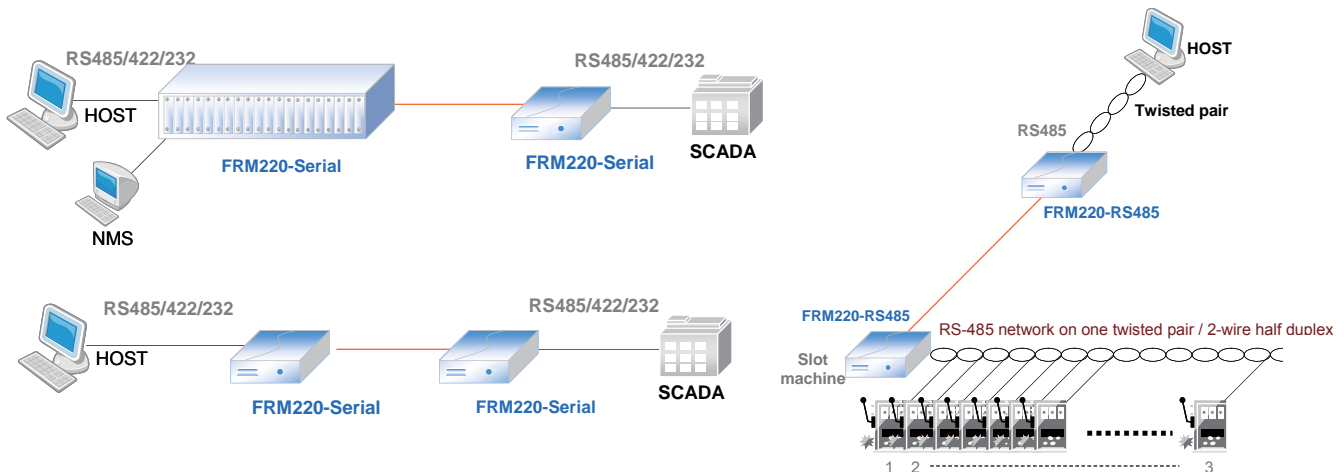 RS485/422/232
HOST
FRM220-Serial
NMS
RS485/422/232
FRM220-Serial
SCADA
RS485/422/232
HOST
FRM220-Serial
RS485/422/232
FRM220-Serial
SCADA
HOST
Twisted pair
RS485
FRM220-RS485
FRM220-RS485
RS-485 network on one twisted pair / 2-wire half duplex
Slot
machine
1 2 3